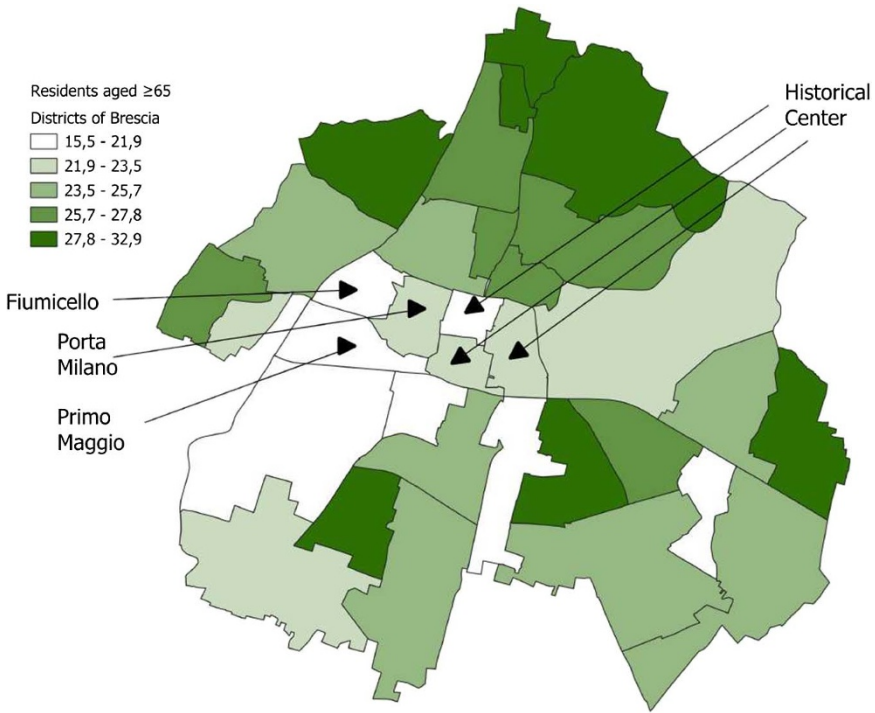 Residents aged ≥65
Districts of Brescia
15,5 - 21,9
21,9 - 23,5
23,5 - 25,7
25,7 - 27,8
27,8 - 32,9
Historical
Center
Fiumicello
Porta
Milano
Primo
Maggio